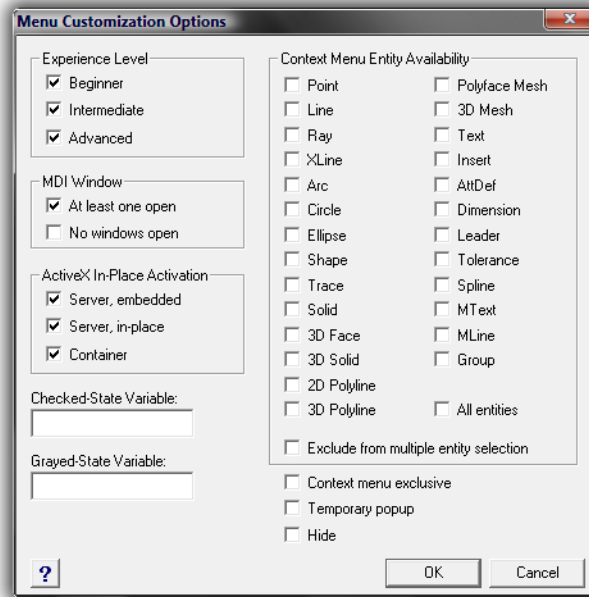 Menu Customization Options
Experience Level
Beginner
Intermediate
Advanced
MDI Window
At least one open
No windows open
ActiveX In-Place Activation
Server, embedded
Server, in-place
Container
Checked-State Variable:
Grayed-State Variable:
Context Menu Entity Availability
Point
Line
Ray
XLine
Arc
Circle
Ellipse
Shape
Trace
Solid
3D Face
3D Solid
2D Polyline
3D Polyline
Polyface Mesh
3D Mesh
Text
Insert
AttDef
Dimension
Leader
Tolerance
Spline
MText
MLine
Group
All entities
Exclude from multiple entity selection
Context menu exclusive
Temporary popup
Hide
?
OK
Cancel